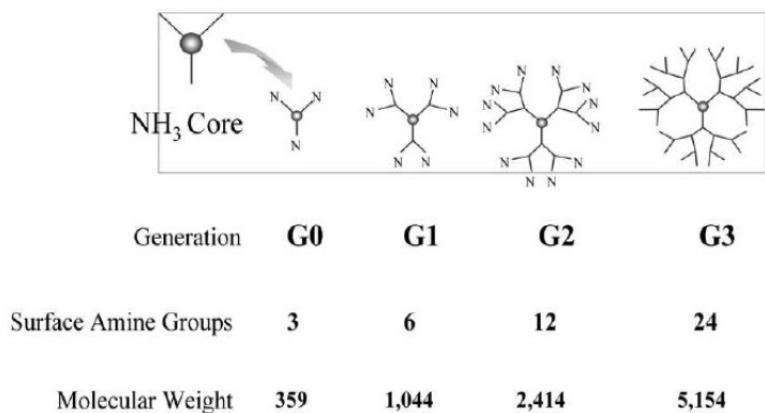 N N N
N N N N N N
N N N N N N N N N N N N
NH₃ Core
Generation G0 G1 G2 G3
Surface Amine Groups 3 6 12 24
Molecular Weight 359 1,044 2,414 5,154